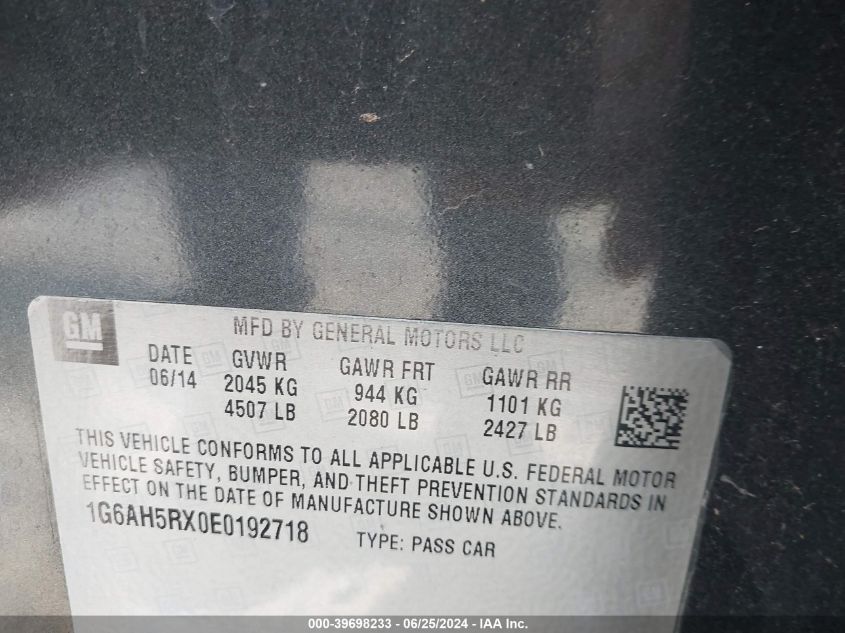 GM
MFD BY GENERAL MOTORS LLC
DATE GVWR GAWR FRT GAWR RR
06/14 2045 KG 944 KG 1101 KG
4507 LB 2080 LB 2427 LB
THIS VEHICLE CONFORMS TO ALL APPLICABLE U.S. FEDERAL MOTOR
VEHICLE SAFETY, BUMPER, AND THEFT PREVENTION STANDARDS IN
EFFECT ON THE DATE OF MANUFACTURE SHOWN ABOVE.
1G6AH5RX0E0192718 TYPE: PASS CAR
000-39698233 - 06/25/2024 - IAA Inc.